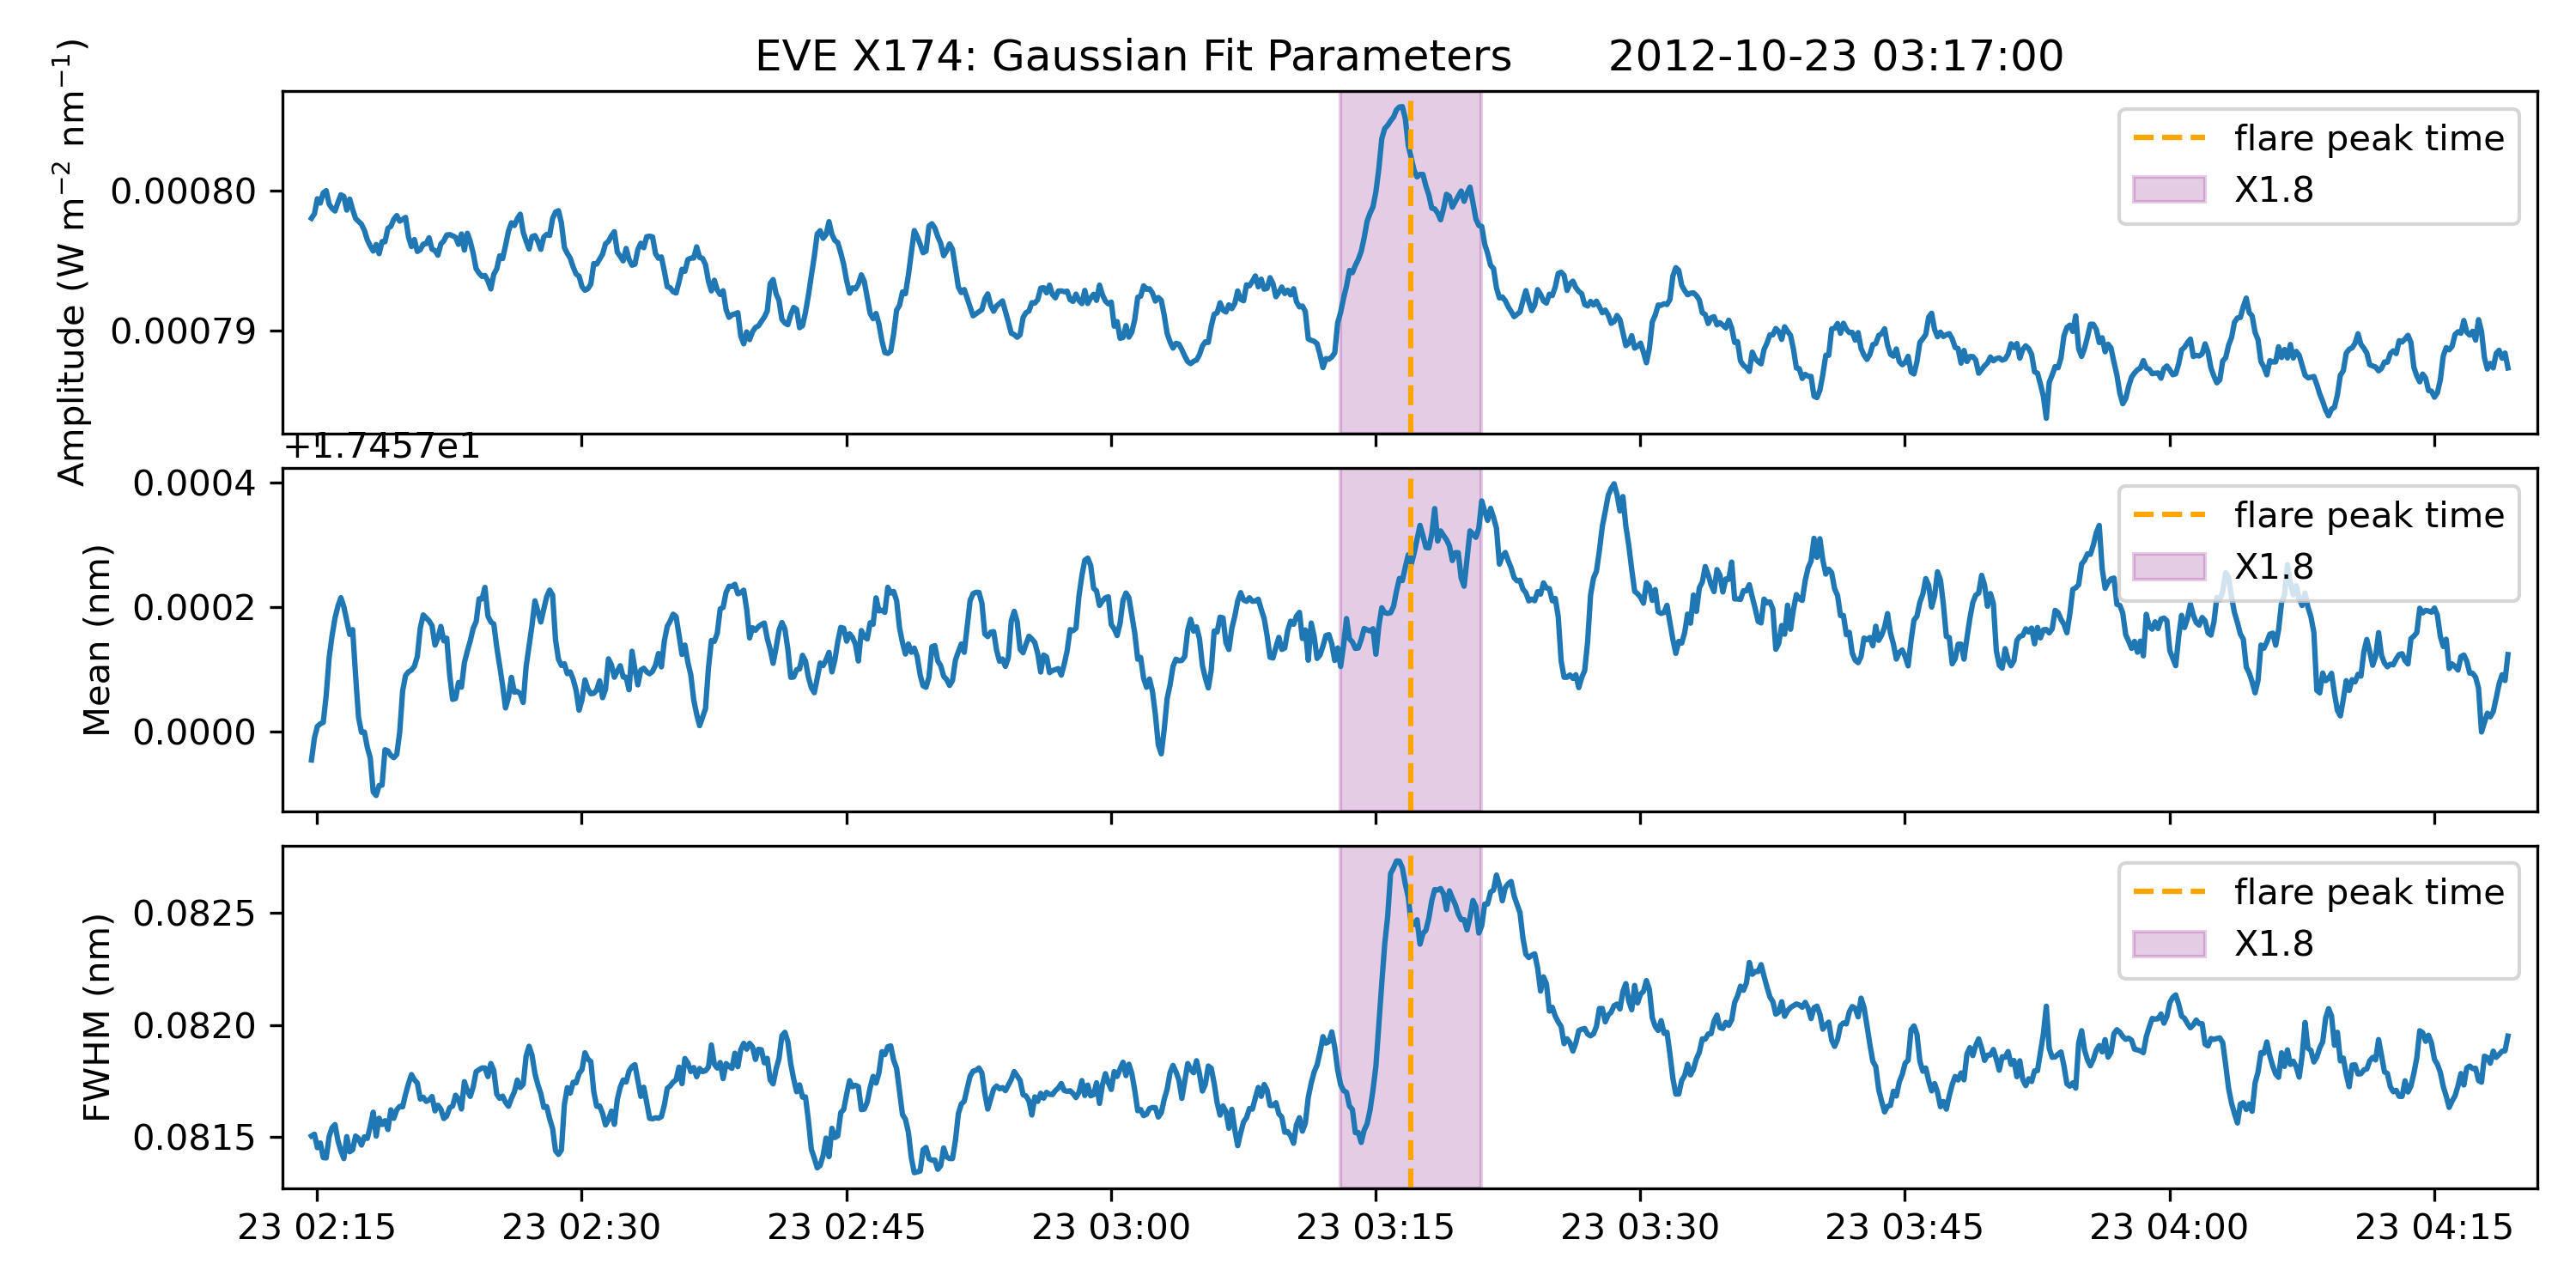 EVE X174: Gaussian Fit Parameters 2012-10-23 03:17:00
Amplitude (W m⁻² nm⁻¹)
0.00080
0.00079
flare peak time
X1.8
+1.7457e1
Mean (nm)
0.0004
0.0002
0.0000
flare peak time
X1.8
FWHM (nm)
0.0825
0.0820
0.0815
flare peak time
X1.8
23 02:15 23 02:30 23 02:45 23 03:00 23 03:15 23 03:30 23 03:45 23 04:00 23 04:15